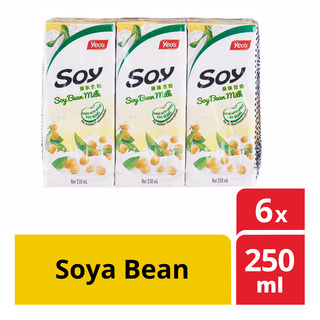 Yeo's
SOY SOY SOY
Soy Bean Milk Soy Bean Milk Soy Bean Milk
Net 250 mL Net 250 mL Net 250 mL
6x
Soya Bean
250
ml